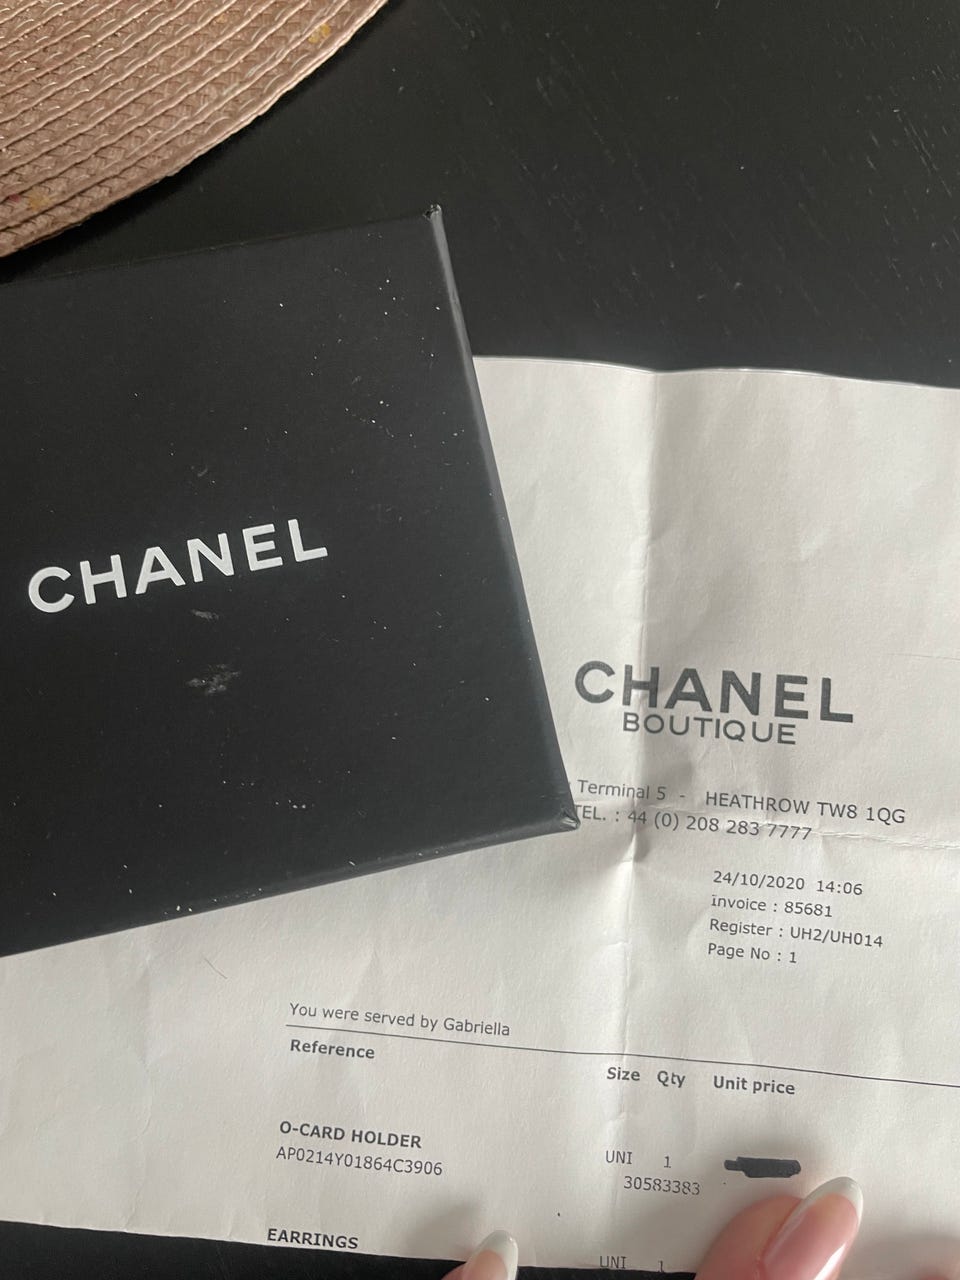 CHANEL
CHANEL
BOUTIQUE
Terminal 5 - HEATHROW TW8 1QG
TEL. : 44 (0) 208 283 7777
24/10/2020 14:06
Invoice : 85681
Register : UH2/UH014
Page No : 1
You were served by Gabriella
Reference Size Qty Unit price
O-CARD HOLDER
AP0214Y01864C3906 UNI 1
30583383
EARRINGS
UNI 1